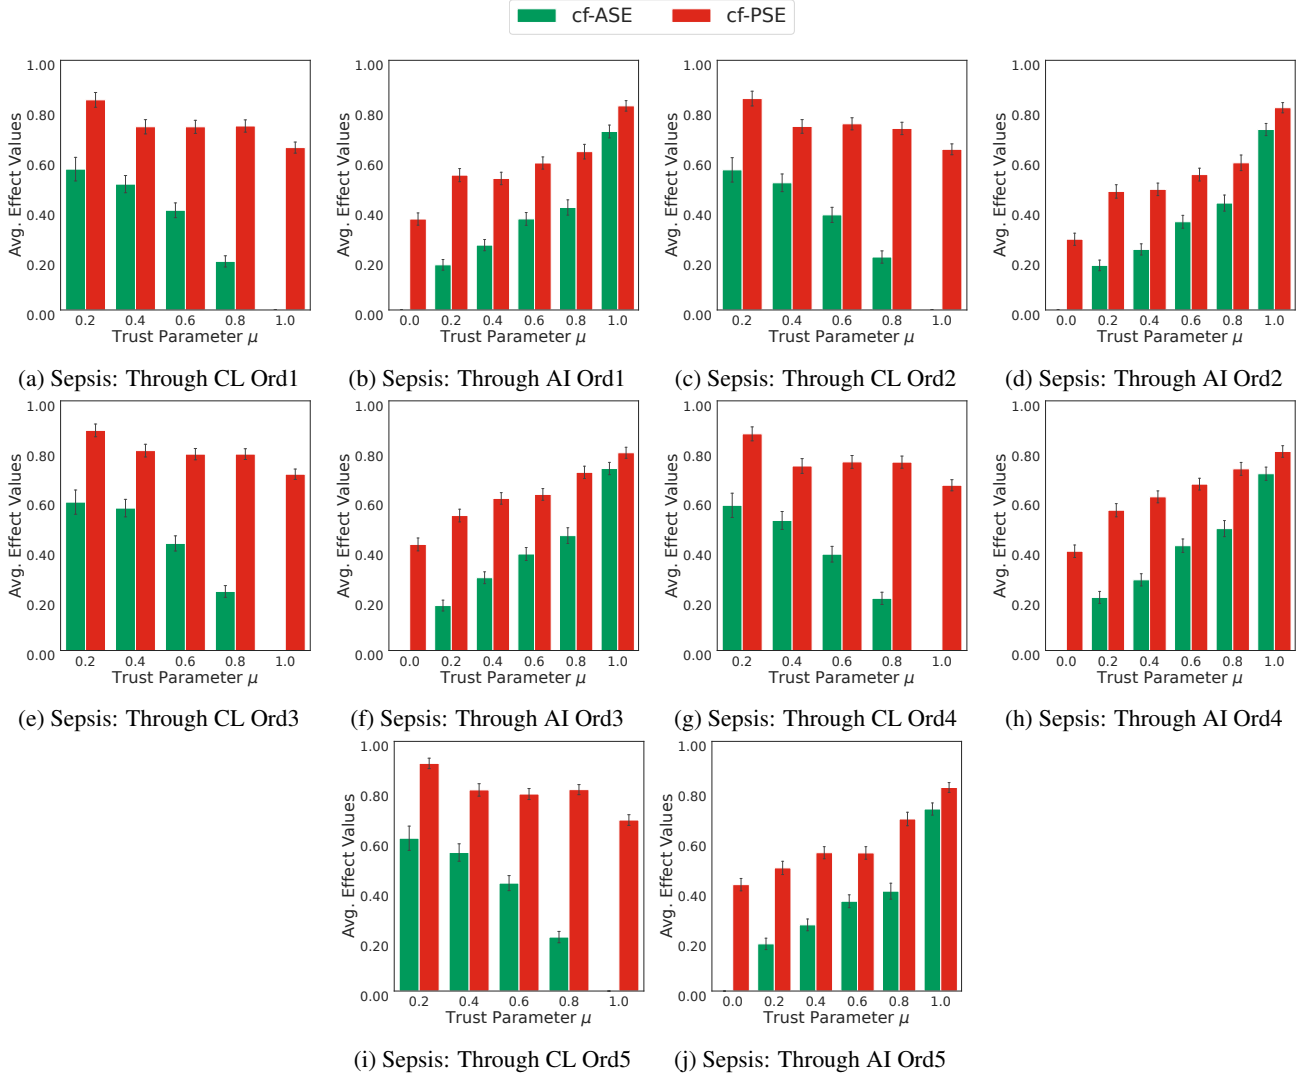 cf-ASE cf-PSE
1.00 0.80 0.60 0.40 0.20 0.00
Avg. Effect Values
0.2 0.4 0.6 0.8 1.0
Trust Parameter μ
(a) Sepsis: Through CL Ord1
1.00 0.80 0.60 0.40 0.20 0.00
Avg. Effect Values
0.0 0.2 0.4 0.6 0.8 1.0
Trust Parameter μ
(b) Sepsis: Through AI Ord1
1.00 0.80 0.60 0.40 0.20 0.00
Avg. Effect Values
0.2 0.4 0.6 0.8 1.0
Trust Parameter μ
(c) Sepsis: Through CL Ord2
1.00 0.80 0.60 0.40 0.20 0.00
Avg. Effect Values
0.0 0.2 0.4 0.6 0.8 1.0
Trust Parameter μ
(d) Sepsis: Through AI Ord2
1.00 0.80 0.60 0.40 0.20 0.00
Avg. Effect Values
0.2 0.4 0.6 0.8 1.0
Trust Parameter μ
(e) Sepsis: Through CL Ord3
1.00 0.80 0.60 0.40 0.20 0.00
Avg. Effect Values
0.0 0.2 0.4 0.6 0.8 1.0
Trust Parameter μ
(f) Sepsis: Through AI Ord3
1.00 0.80 0.60 0.40 0.20 0.00
Avg. Effect Values
0.2 0.4 0.6 0.8 1.0
Trust Parameter μ
(g) Sepsis: Through CL Ord4
1.00 0.80 0.60 0.40 0.20 0.00
Avg. Effect Values
0.0 0.2 0.4 0.6 0.8 1.0
Trust Parameter μ
(h) Sepsis: Through AI Ord4
1.00 0.80 0.60 0.40 0.20 0.00
Avg. Effect Values
0.2 0.4 0.6 0.8 1.0
Trust Parameter μ
(i) Sepsis: Through CL Ord5
1.00 0.80 0.60 0.40 0.20 0.00
Avg. Effect Values
0.0 0.2 0.4 0.6 0.8 1.0
Trust Parameter μ
(j) Sepsis: Through AI Ord5